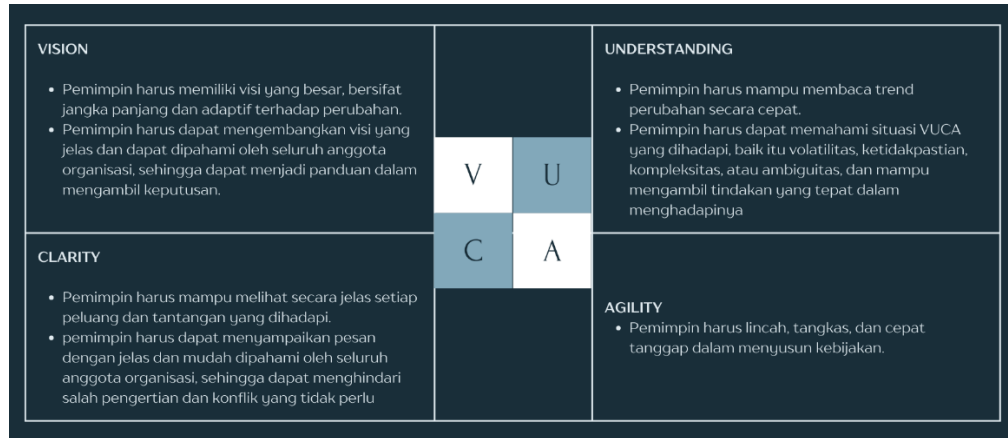 VISION
• Pemimpin harus memiliki visi yang besar, bersifat
jangka panjang dan adaptif terhadap perubahan.
• Pemimpin harus dapat mengembangkan visi yang
jelas dan dapat dipahami oleh seluruh anggota
organisasi, sehingga dapat menjadi panduan dalam
mengambil keputusan.
UNDERSTANDING
• Pemimpin harus mampu membaca trend
perubahan secara cepat.
• Pemimpin harus dapat memahami situasi VUCA
yang dihadapi, baik itu volatilitas, ketidakpastian,
kompleksitas, atau ambiguitas, dan mampu
mengambil tindakan yang tepat dalam
menghadapinya
V U
C A
CLARITY
• Pemimpin harus mampu melihat secara jelas setiap
peluang dan tantangan yang dihadapi.
• pemimpin harus dapat menyampaikan pesan
dengan jelas dan mudah dipahami oleh seluruh
anggota organisasi, sehingga dapat menghindari
salah pengertian dan konflik yang tidak perlu
AGILITY
• Pemimpin harus lincah, tangkas, dan cepat
tanggap dalam menyusun kebijakan.